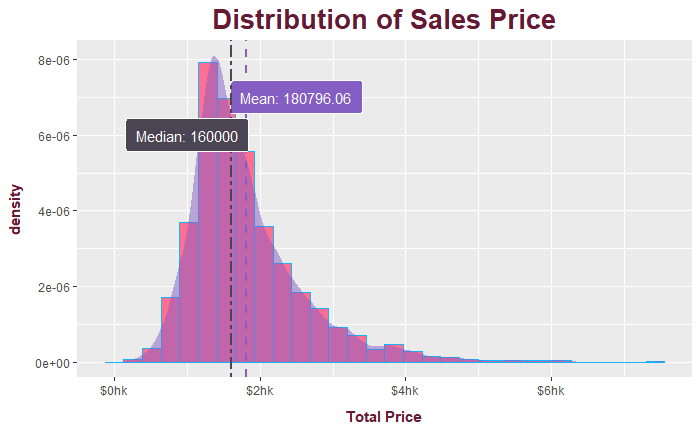 Distribution of Sales Price
8e-06
Mean: 180796.06
6e-06
Median: 160000
density
4e-06
2e-06
0e+00
$0hk
$2hk
$4hk
$6hk
Total Price